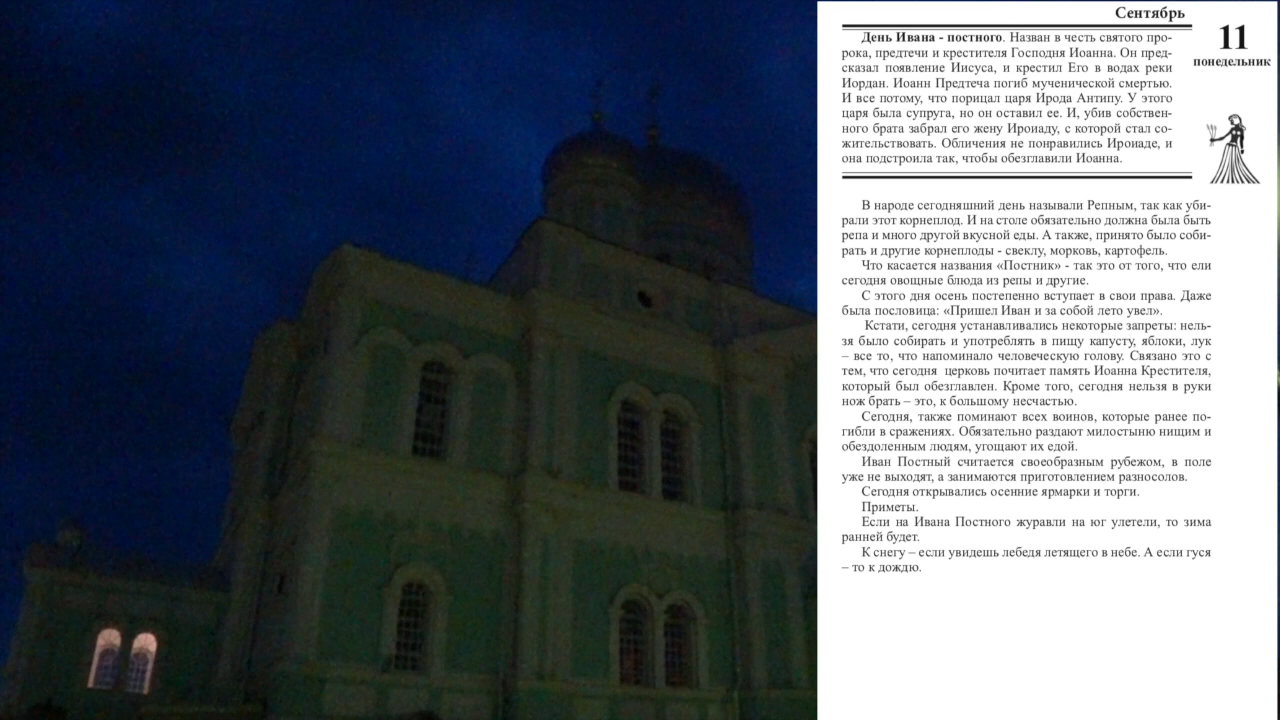 Сентябрь
11
понедельник
День Ивана - постного. Назван в честь святого про-
рока, предтечи и крестителя Господня Иоанна. Он пред-
сказал появление Иисуса, и крестил Его в водах реки
Иордан. Иоанн Предтеча погиб мученической смертью.
И все потому, что порицал царя Ирода Антипу. У этого
царя была супруга, но он оставил ее. И, убив собствен-
ного брата забрал его жену Ироиаду, с которой стал со-
жительствовать. Обличения не понравились Ироиаде, и
она подстроила так, чтобы обезглавили Иоанна.
В народе сегодняшний день называли Репным, так как уби-
рали этот корнеплод. И на столе обязательно должна была быть
репа и много другой вкусной еды. А также, принято было соби-
рать и другие корнеплоды - свеклу, морковь, картофель.
Что касается названия «Постник» - так это от того, что ели
сегодня овощные блюда из репы и другие.
С этого дня осень постепенно вступает в свои права. Даже
была пословица: «Пришел Иван и за собой лето увел».
Кстати, сегодня устанавливались некоторые запреты: нель-
зя было собирать и употреблять в пищу капусту, яблоки, лук
– все то, что напоминало человеческую голову. Связано это с
тем, что сегодня церковь почитает память Иоанна Крестителя,
который был обезглавлен. Кроме того, сегодня нельзя в руки
нож брать – это, к большому несчастью.
Сегодня, также поминают всех воинов, которые ранее по-
гибли в сражениях. Обязательно раздают милостыню нищим и
обездоленным людям, угощают их едой.
Иван Постный считается своеобразным рубежом, в поле
уже не выходят, а занимаются приготовлением разносолов.
Сегодня открывались осенние ярмарки и торги.
Приметы.
Если на Ивана Постного журавли на юг улетели, то зима
ранней будет.
К снегу – если увидешь лебедя летящего в небе. А если гуся
– то к дождю.